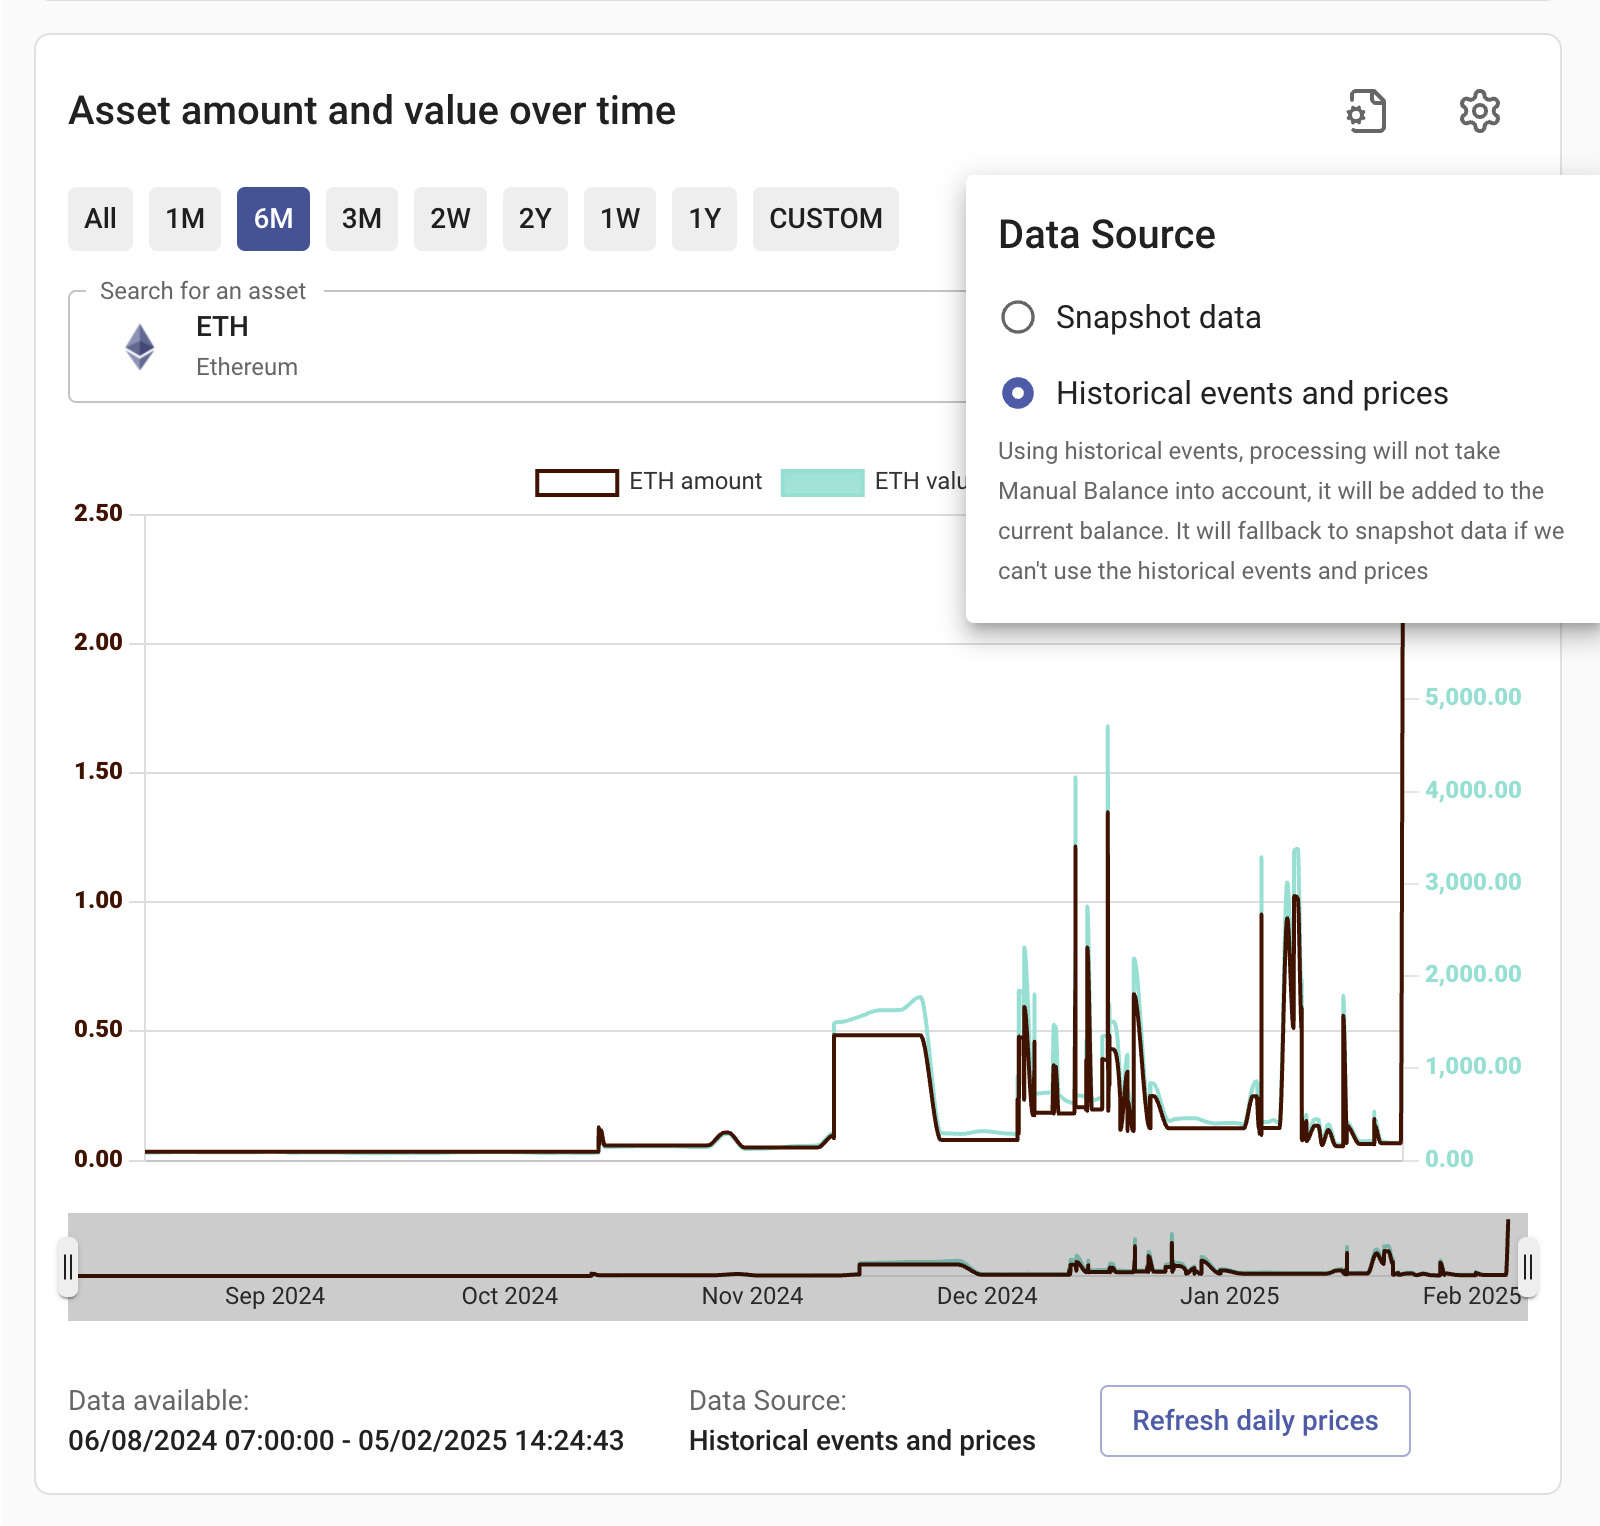 Asset amount and value over time
All 1M 6M 3M 2W 2Y 1W 1Y CUSTOM
Search for an asset
ETH
Ethereum
Data Source
Snapshot data
Historical events and prices
Using historical events, processing will not take
Manual Balance into account, it will be added to the
current balance. It will fallback to snapshot data if we
can't use the historical events and prices
ETH amount ETH valu
2.50
2.00
1.50
1.00
0.50
0.00
5,000.00
4,000.00
3,000.00
2,000.00
1,000.00
0.00
Sep 2024 Oct 2024 Nov 2024 Dec 2024 Jan 2025 Feb 2025
Data available:
06/08/2024 07:00:00 - 05/02/2025 14:24:43
Data Source:
Historical events and prices
Refresh daily prices